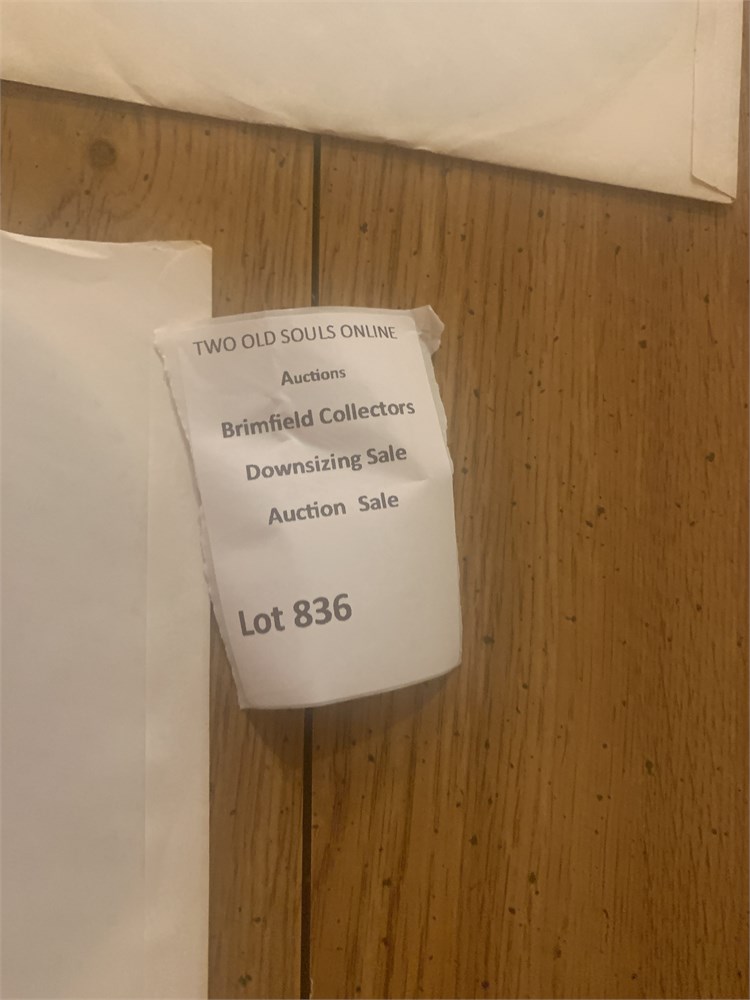 TWO OLD SOULS ONLINE
Auctions
Brimfield Collectors
Downsizing Sale
Auction Sale
Lot 836